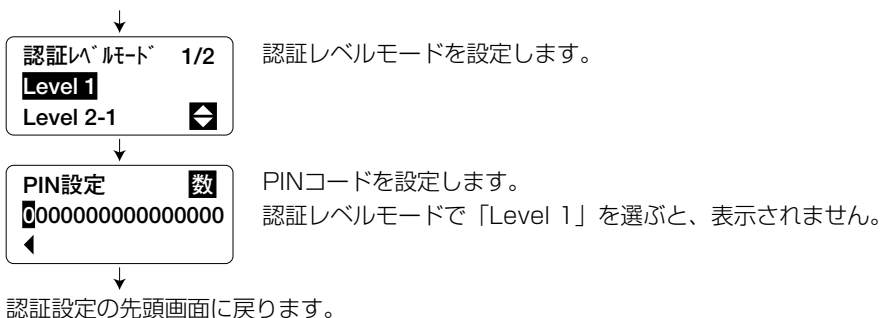 認証ﾚﾍﾞﾙﾓｰﾄﾞ 1/2
Level 1
Level 2-1
認証レベルモードを設定します。
PIN設定 数
0000000000000000
PINコードを設定します。
認証レベルモードで「Level 1」を選ぶと、表示されません。
認証設定の先頭画面に戻ります。